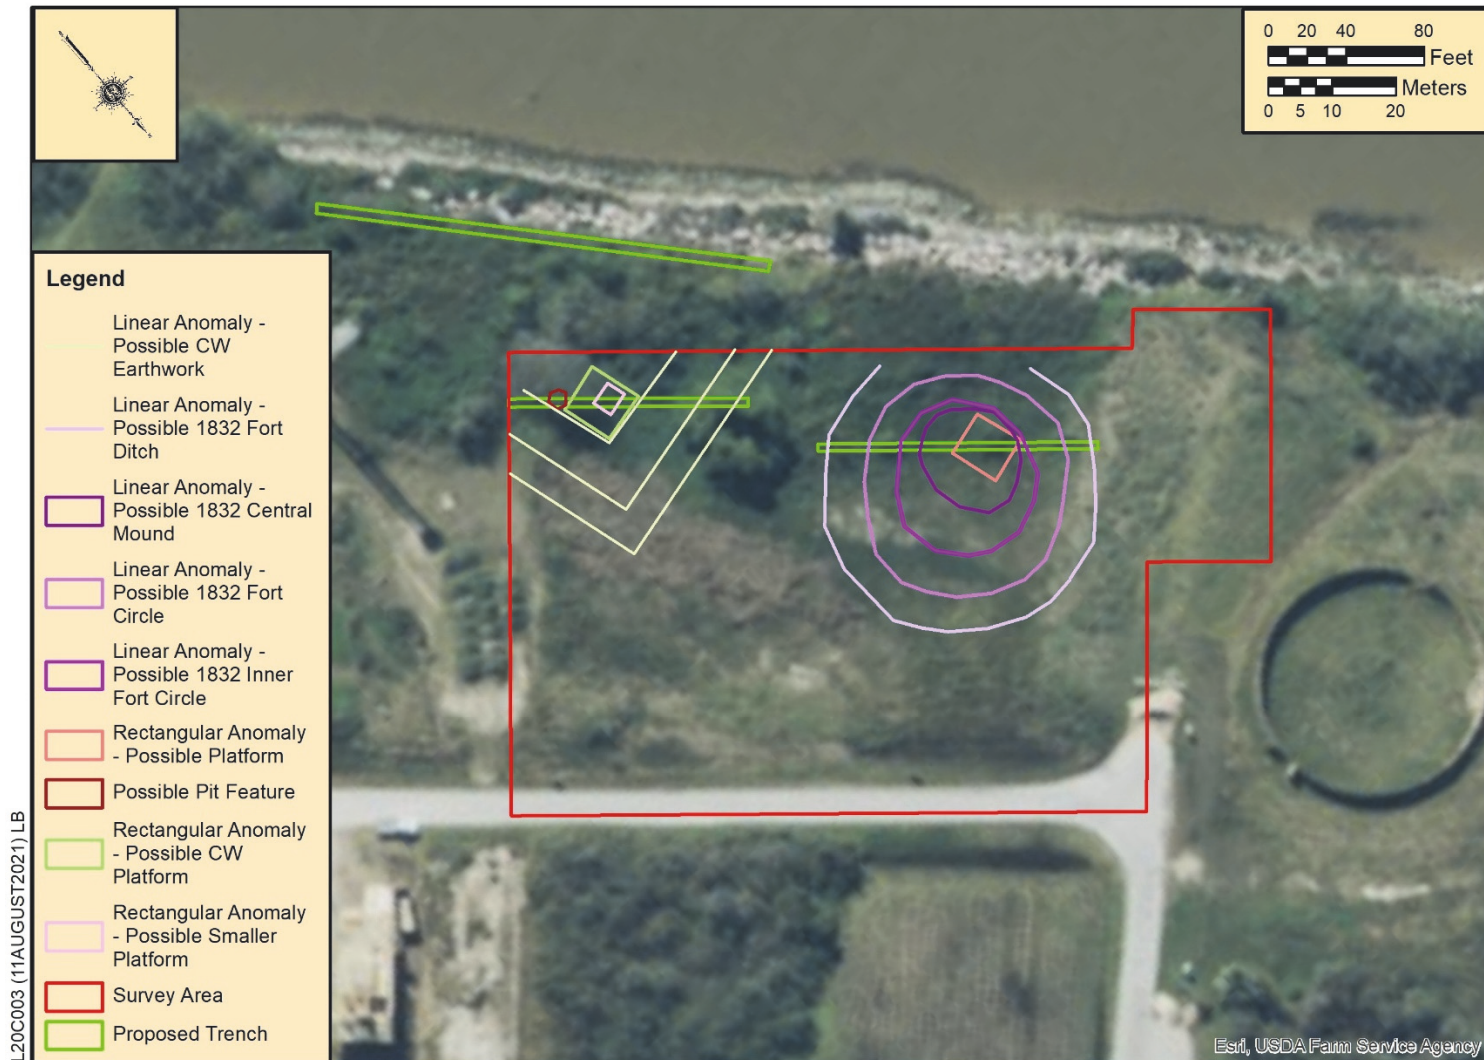 0 20 40 80
Feet
Meters
0 5 10 20
Legend
Linear Anomaly -
Possible CW
Earthwork
Linear Anomaly -
Possible 1832 Fort
Ditch
Linear Anomaly -
Possible 1832 Central
Mound
Linear Anomaly -
Possible 1832 Fort
Circle
Linear Anomaly -
Possible 1832 Inner
Fort Circle
Rectangular Anomaly
- Possible Platform
Possible Pit Feature
Rectangular Anomaly
- Possible CW
Platform
Rectangular Anomaly
- Possible Smaller
Platform
Survey Area
Proposed Trench
L20C003 (11AUGUST2021) LB
Esri, USDA Farm Service Agency